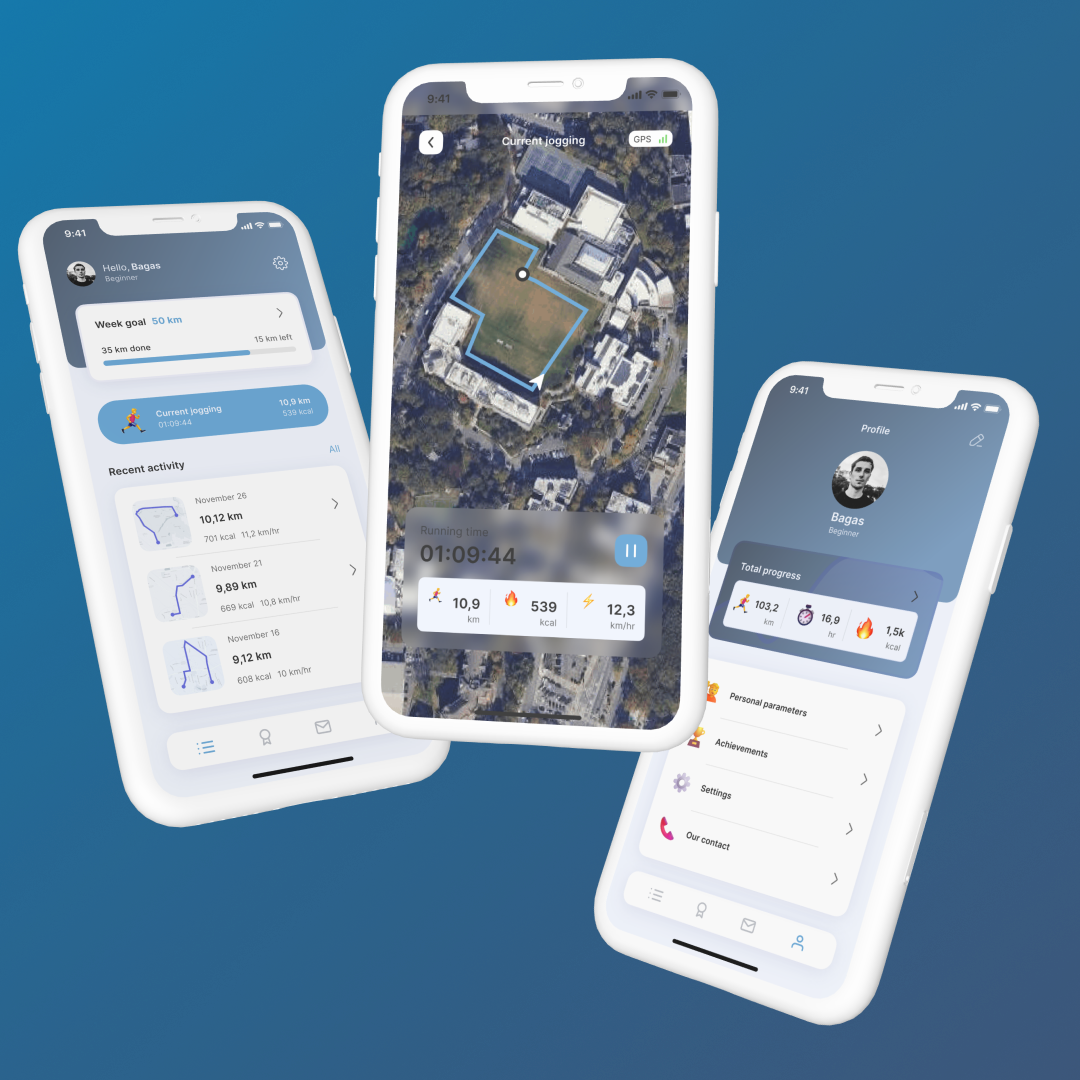 9:41
Hello, Bagas
Beginner
Week goal 50 km
35 km done 15 km left
Current jogging 10,9 km
01:09:44 539 kcal
Recent activity All
November 26
10,12 km
701 kcal 11,2 km/hr
November 21
9,89 km
669 kcal 10,8 km/hr
November 16
9,12 km
608 kcal 10 km/hr
9:41
Current jogging GPS
Running time
01:09:44
10,9 539 12,3
km kcal km/hr
9:41
Profile
Bagas
Beginner
Total progress
103,2 16,9 1,5k
km hr kcal
Personal parameters
Achievements
Settings
Our contact